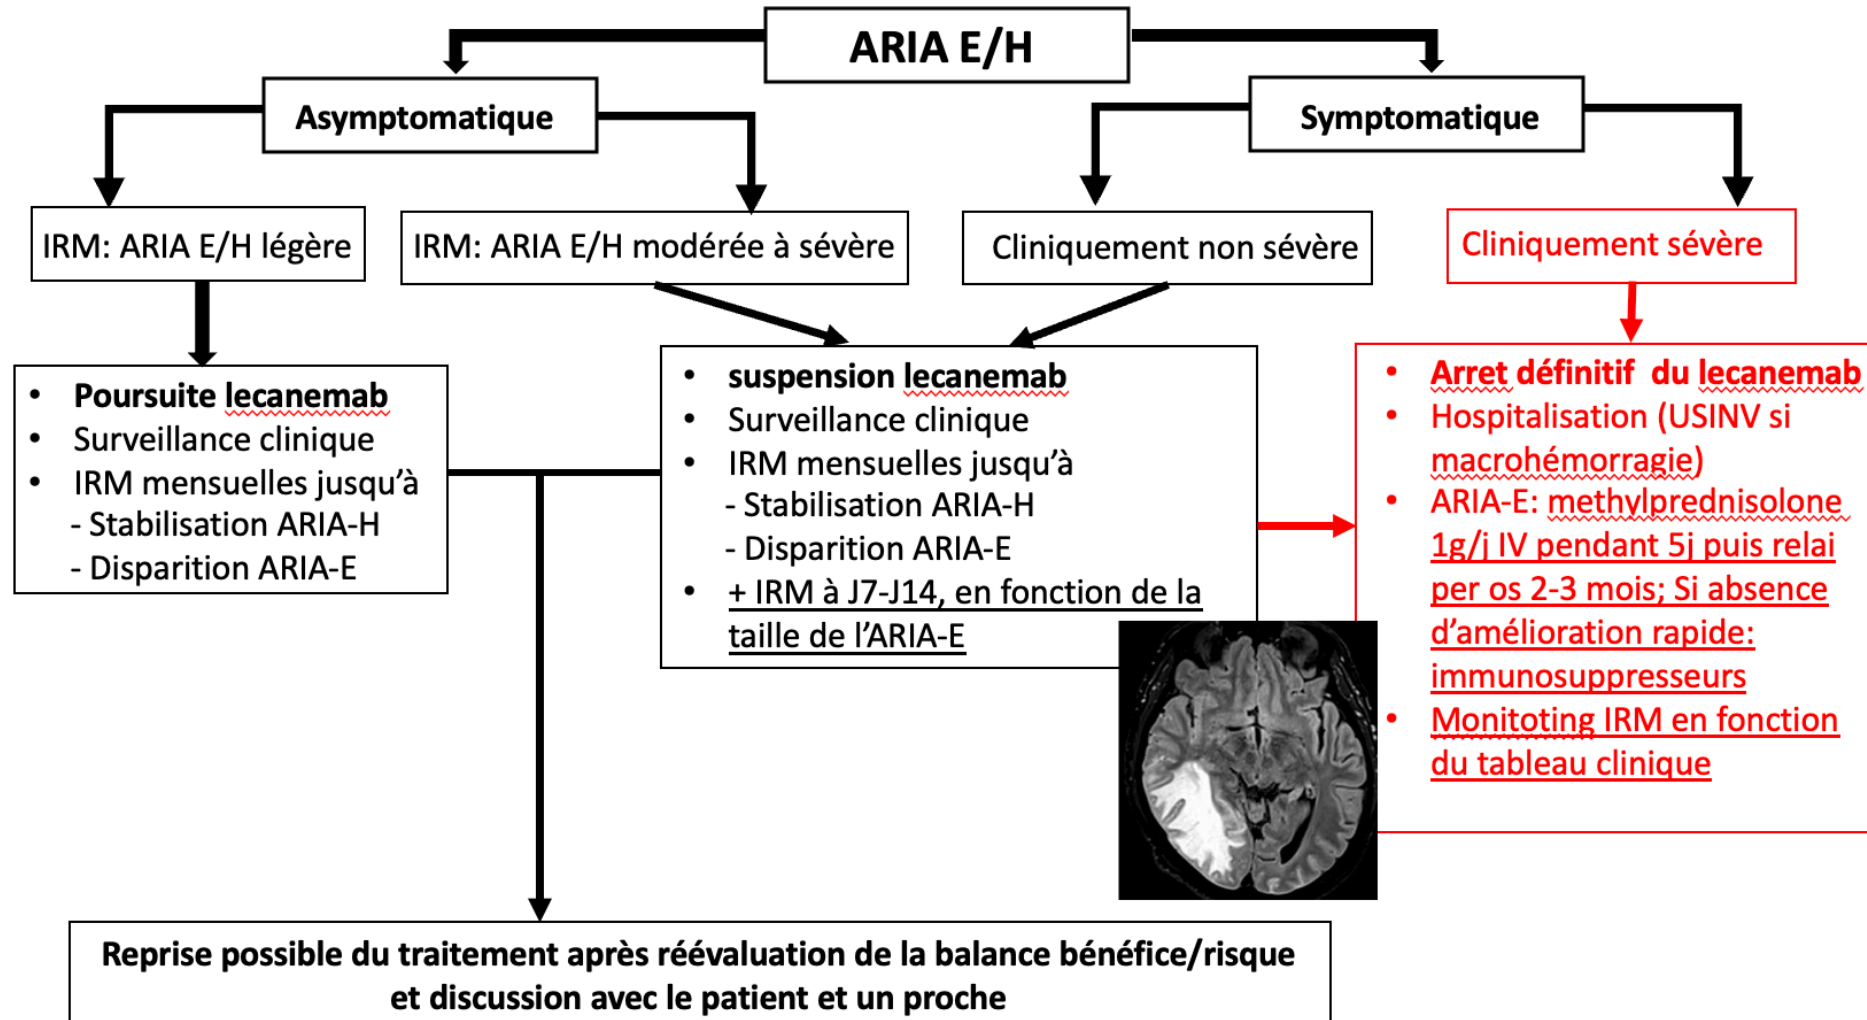 ARIA E/H
Asymptomatique
Symptomatique
IRM: ARIA E/H légère
IRM: ARIA E/H modérée à sévère
Cliniquement non sévère
Cliniquement sévère
• Poursuite lecanemab
• Surveillance clinique
• IRM mensuelles jusqu’à
- Stabilisation ARIA-H
- Disparition ARIA-E
• suspension lecanemab
• Surveillance clinique
• IRM mensuelles jusqu’à
- Stabilisation ARIA-H
- Disparition ARIA-E
• + IRM à J7-J14, en fonction de la
taille de l’ARIA-E
• Arret définitif du lecanemab
• Hospitalisation (USINV si
macrohémorragie)
• ARIA-E: methylprednisolone
1g/j IV pendant 5j puis relai
per os 2-3 mois; Si absence
d’amélioration rapide:
immunosuppresseurs
• Monitoting IRM en fonction
du tableau clinique
Reprise possible du traitement après réévaluation de la balance bénéfice/risque
et discussion avec le patient et un proche